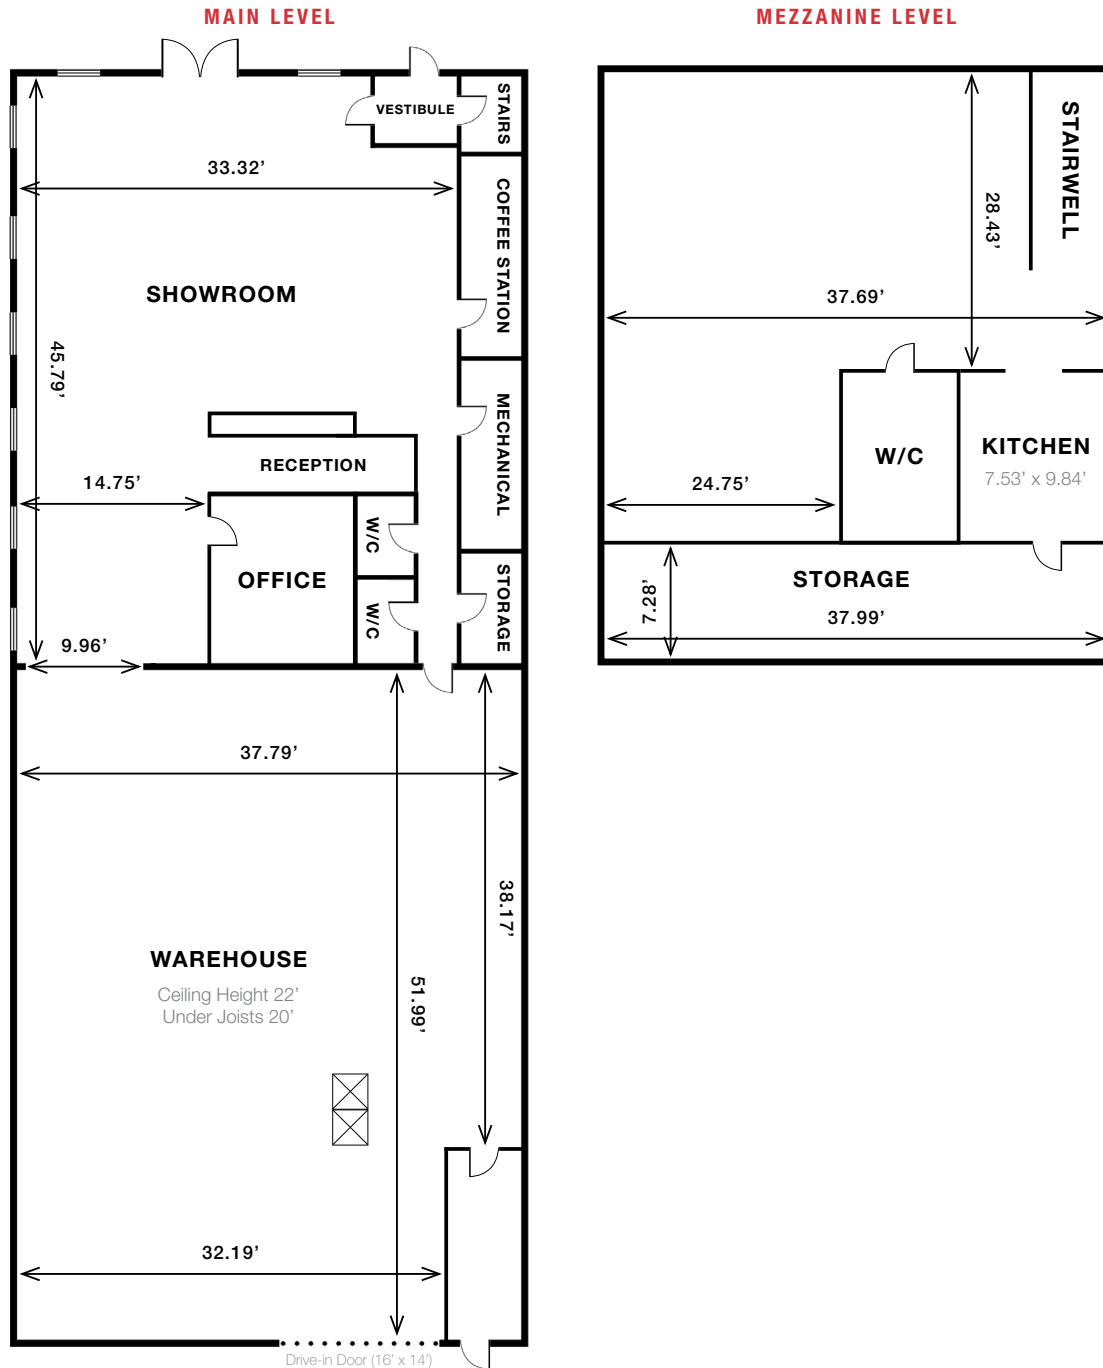 MAIN LEVEL
VESTIBULE
STAIRS
33.32’
COFFEE STATION
SHOWROOM
45.79’
MECHANICAL
RECEPTION
14.75’
W/C
OFFICE
W/C
STORAGE
9.96’
37.79’
38.17’
WAREHOUSE
Ceiling Height 22’
Under Joists 20’
51.99’
32.19’
Drive-in Door (16’ x 14’)
MEZZANINE LEVEL
STAIRWELL
28.43’
37.69’
W/C
KITCHEN
7.53’ x 9.84’
24.75’
STORAGE
7.28’
37.99’